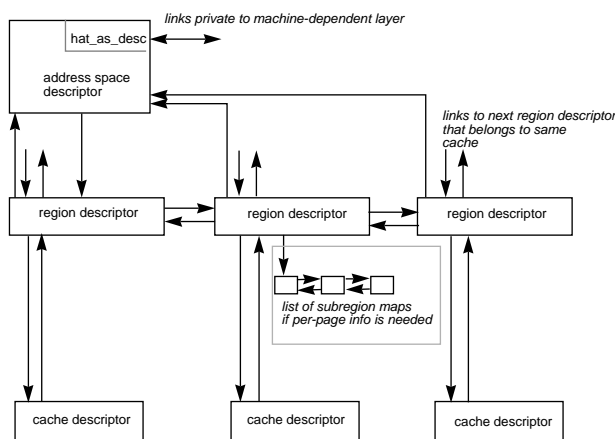 links private to machine-dependent layer
hat_as_desc
address space
descriptor
links to next region descriptor
that belongs to same
cache
region descriptor
region descriptor
region descriptor
list of subregion maps
if per-page info is needed
cache descriptor
cache descriptor
cache descriptor